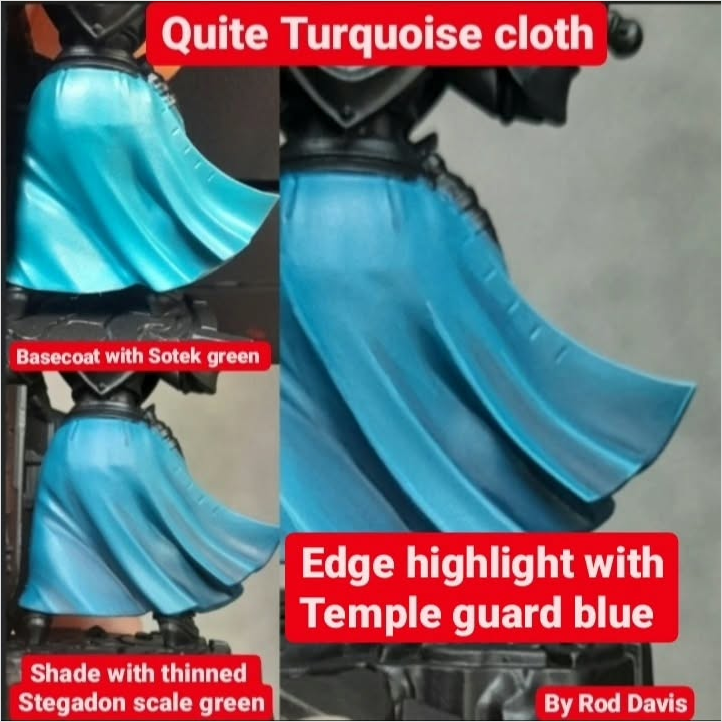 Quite Turquoise cloth
Basecoat with Sotek green
Shade with thinned
Stegadon scale green
Edge highlight with
Temple guard blue
By Rod Davis